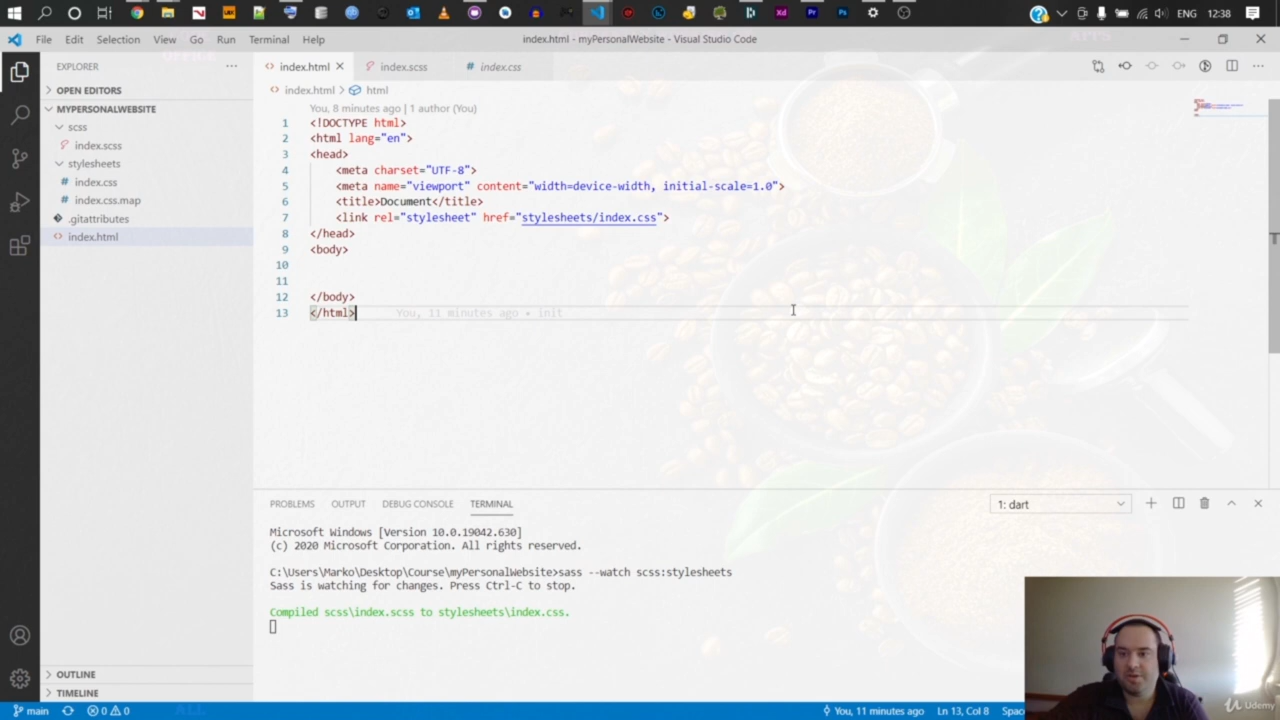 ENG
12:38
File Edit Selection View Go Run Terminal Help
index.html - myPersonalWebsite - Visual Studio Code
EXPLORER
OPEN EDITORS
MYPERSONALWEBSITE
scss
index.scss
stylesheets
index.css
index.css.map
.gitattributes
index.html
OUTLINE
TIMELINE
index.html index.scss index.css
index.html > html
You, 8 minutes ago | 1 author (You)
1 <!DOCTYPE html>
2 <html lang="en">
3 <head>
4 <meta charset="UTF-8">
5 <meta name="viewport" content="width=device-width, initial-scale=1.0">
6 <title>Document</title>
7 <link rel="stylesheet" href="stylesheets/index.css">
8 </head>
9 <body>
10
11
12 </body>
13 </html> You, 11 minutes ago • init
PROBLEMS OUTPUT DEBUG CONSOLE TERMINAL
1: dart
Microsoft Windows [Version 10.0.19042.630]
(c) 2020 Microsoft Corporation. All rights reserved.
C:\Users\Marko\Desktop\Course\myPersonalWebsite>sass --watch scss:stylesheets
Sass is watching for changes. Press Ctrl-C to stop.
Compiled scss\index.scss to stylesheets\index.css.
main 0 0
You, 11 minutes ago Ln 13, Col 8 Spac
Udemy